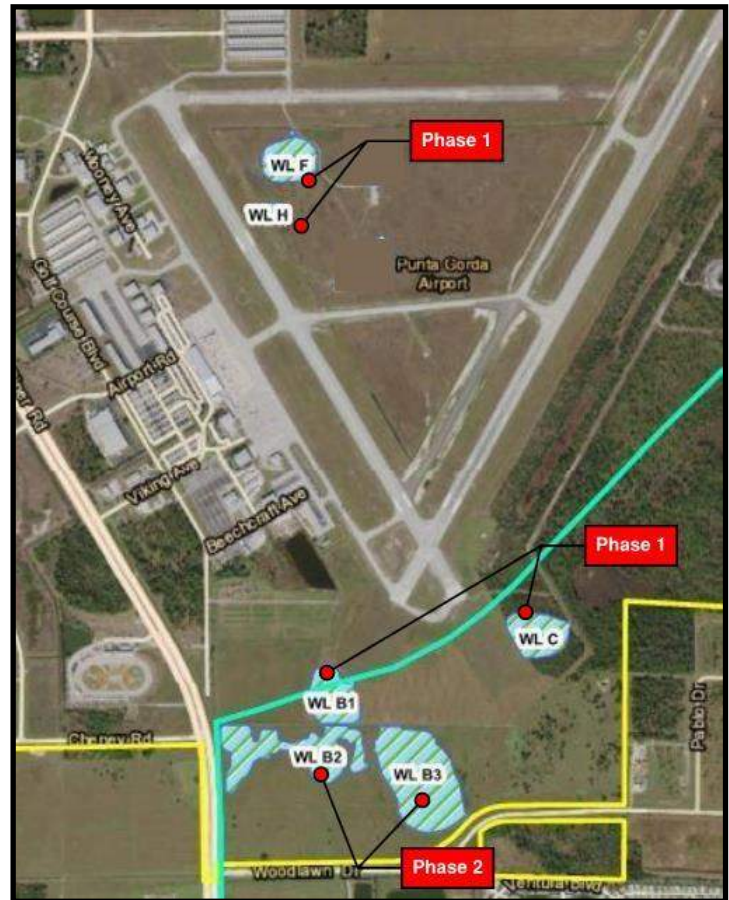 Phase 1
WL F
Mooney Ave
WL H
Punta Gorda
Airport
Golf Course Blvd
Airport Rd
Viking Ave
Beechcraft Ave
Phase 1
WL C
WL B1
Pablo Dr
Cheney Rd
WL B2
WL B3
Phase 2
Woodlawn Dr
Ventura Blvd